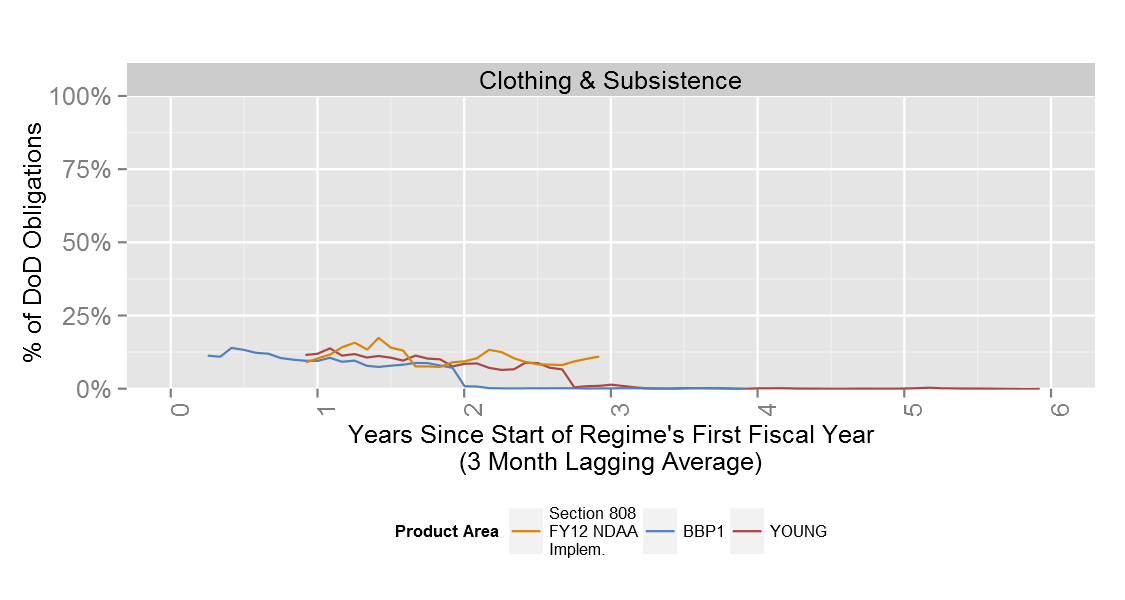 Clothing & Subsistence
100%
75%
50%
25%
0%
% of DoD Obligations
0 1 2 3 4 5 6
Years Since Start of Regime's First Fiscal Year
(3 Month Lagging Average)
Product Area
Section 808
FY12 NDAA
Implem.
BBP1
YOUNG